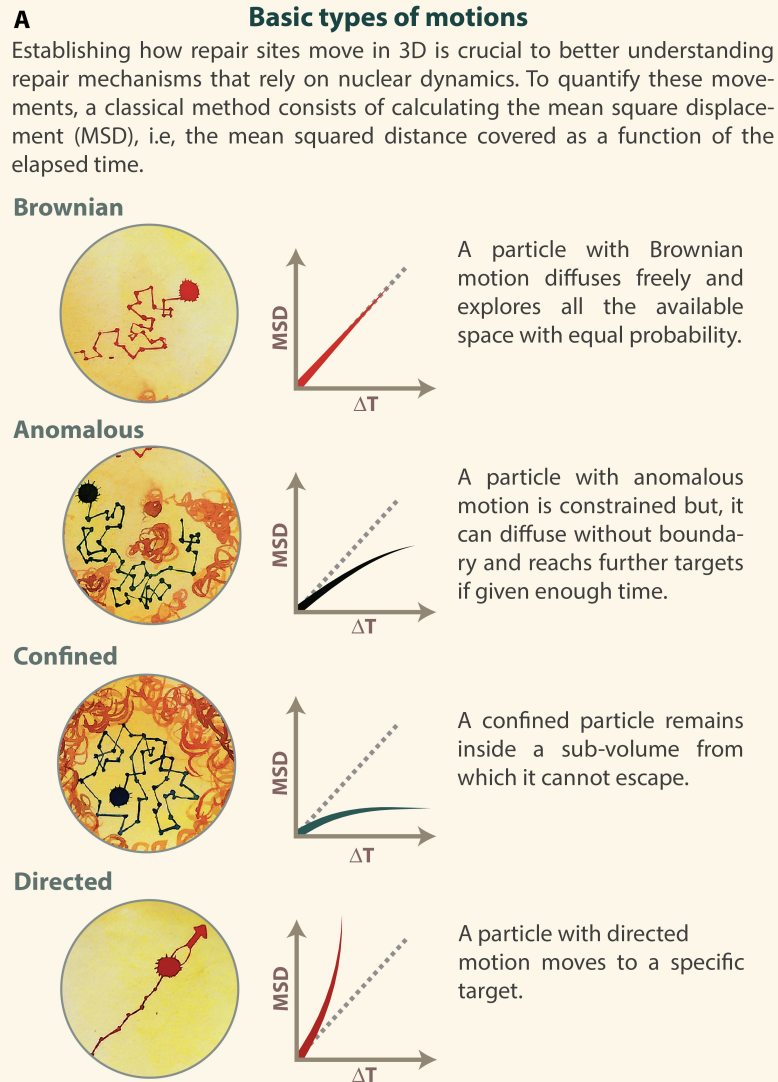 A
Basic types of motions
Establishing how repair sites move in 3D is crucial to better understanding
repair mechanisms that rely on nuclear dynamics. To quantify these move-
ments, a classical method consists of calculating the mean square displace-
ment (MSD), i.e, the mean squared distance covered as a function of the
elapsed time.
Brownian
MSD
ΔT
A particle with Brownian
motion diffuses freely and
explores all the available
space with equal probability.
Anomalous
MSD
ΔT
A particle with anomalous
motion is constrained but, it
can diffuse without bounda-
ry and reachs further targets
if given enough time.
Confined
MSD
ΔT
A confined particle remains
inside a sub-volume from
which it cannot escape.
Directed
MSD
ΔT
A particle with directed
motion moves to a specific
target.